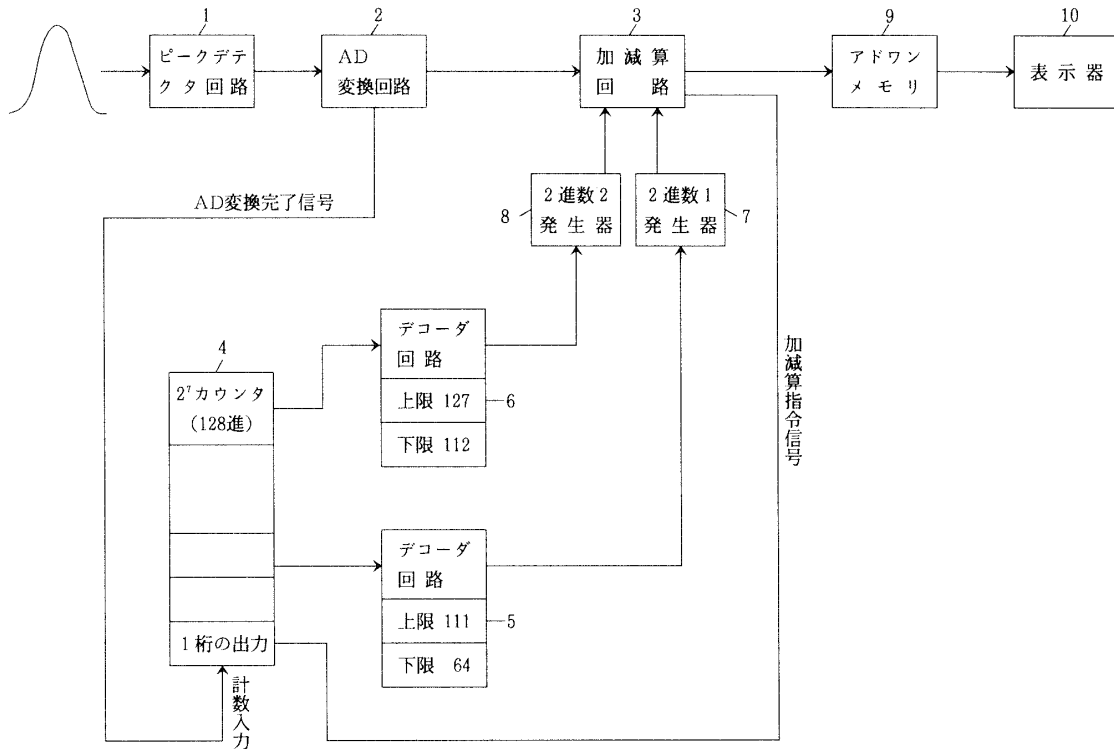 1
ピークデテ
クタ回路
2
AD
変換回路
3
加減算
回路
9
アドワン
メモリ
10
表示器
AD変換完了信号
8
2進数2
発生器
2進数1
発生器
7
加減算指令信号
4
2⁷カウンタ
(128進)
1桁の出力
計数入力
デコーダ
回路
上限 127
下限 112
6
デコーダ
回路
上限 111
下限 64
5